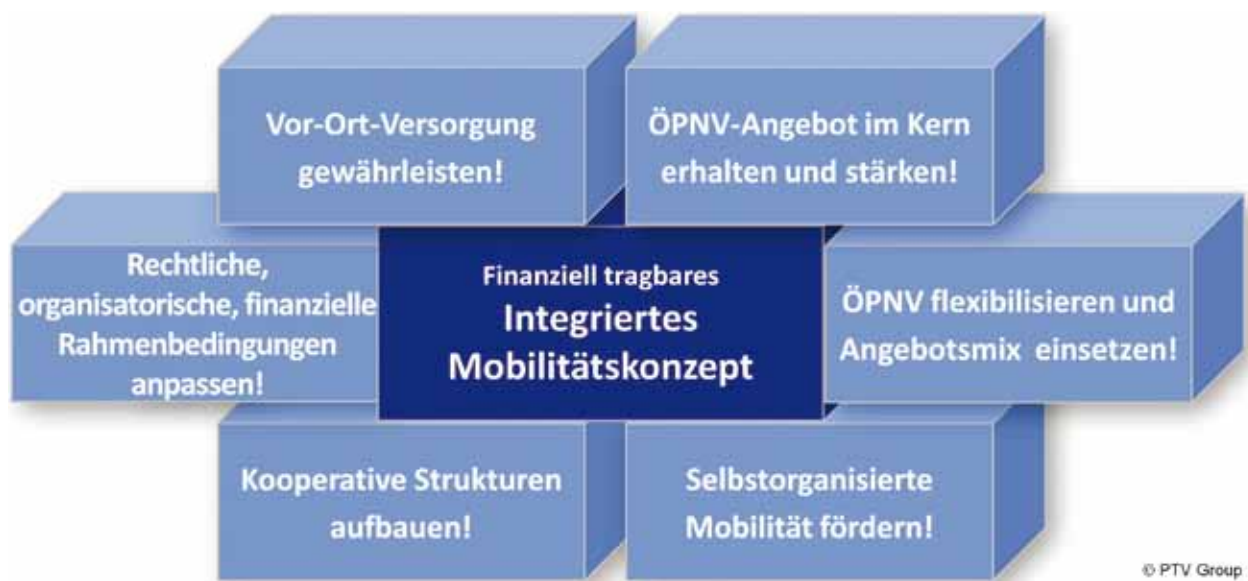 Vor-Ort-Versorgung
gewährleisten!
ÖPNV-Angebot im Kern
erhalten und stärken!
Rechtliche,
organisatorische, finanzielle
Rahmenbedingungen
anpassen!
Finanziell tragbares
Integriertes
Mobilitätskonzept
ÖPNV flexibilisieren und
Angebotsmix einsetzen!
Kooperative Strukturen
aufbauen!
Selbstorganisierte
Mobilität fördern!
© PTV Group